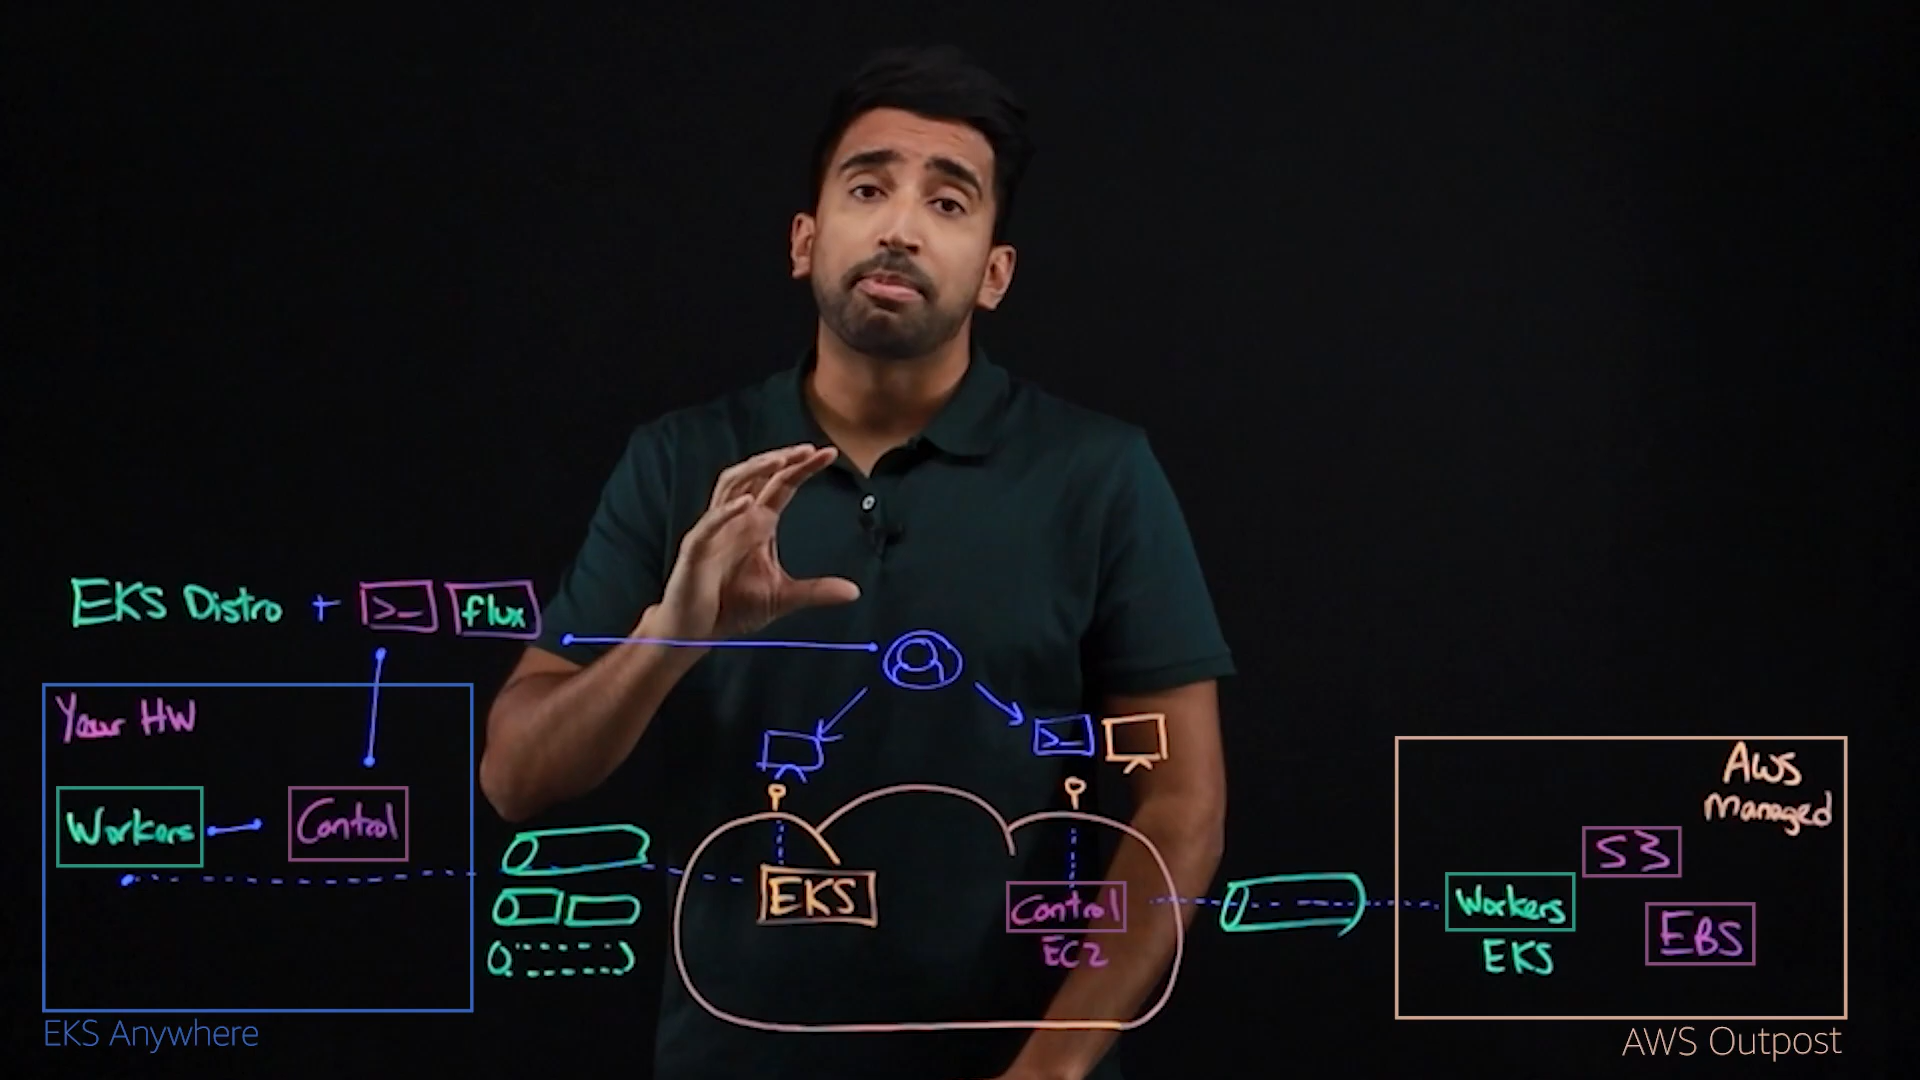 EKS Distro + >_ flux
Your HW
Workers
Control
EKS Anywhere
>_
EKS
Control
EC2
AWS
Managed
S3
Workers
EKS
EBS
AWS Outpost